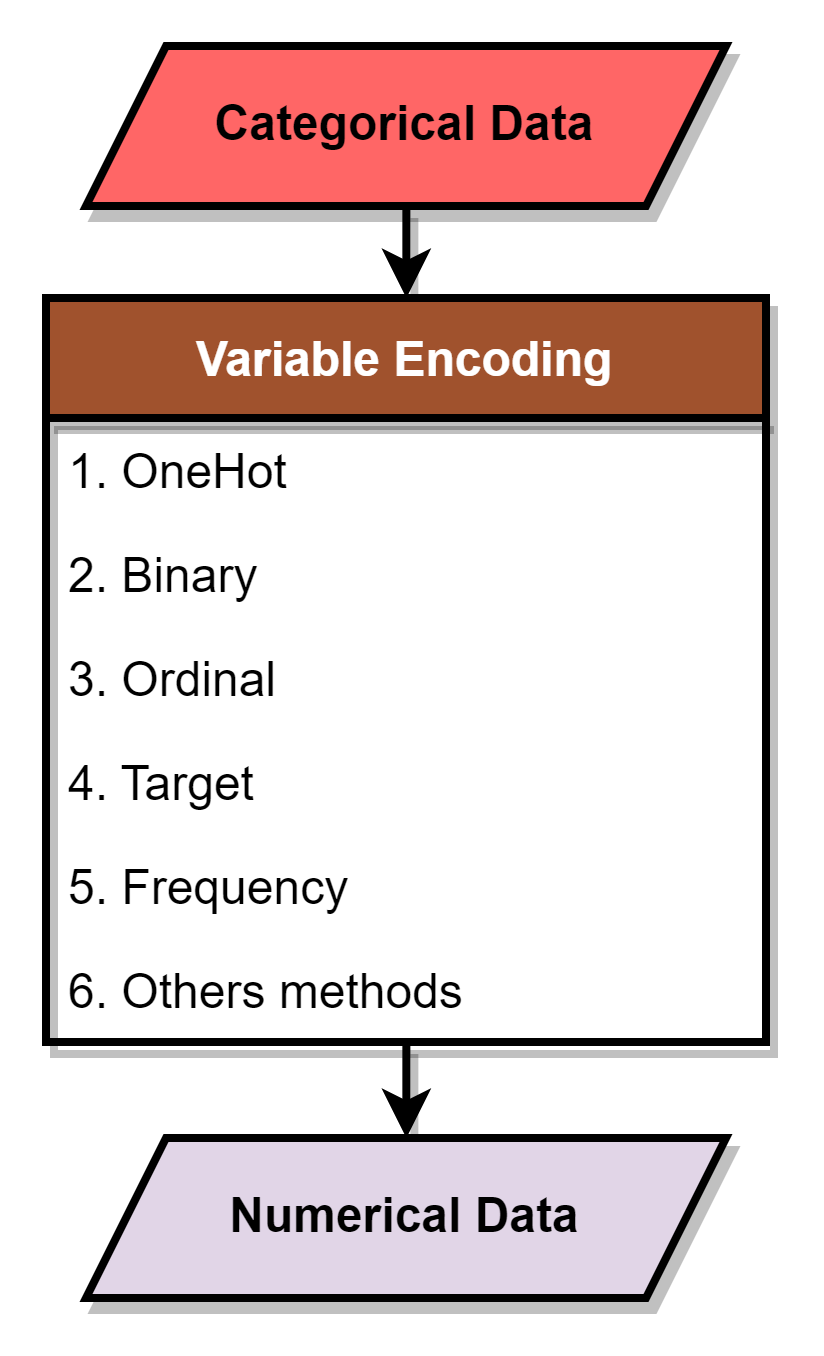 Categorical Data
Variable Encoding
1. OneHot
2. Binary
3. Ordinal
4. Target
5. Frequency
6. Others methods
Numerical Data